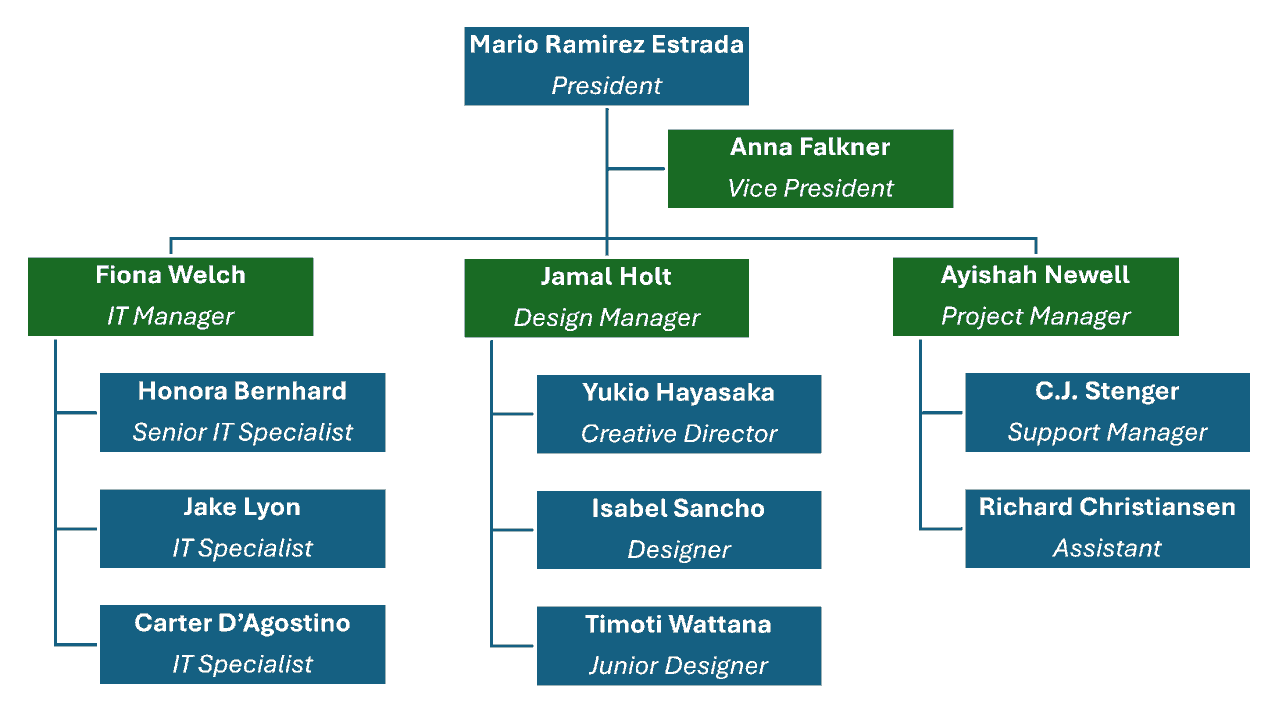 Mario Ramirez Estrada
President
Anna Falkner
Vice President
Fiona Welch
IT Manager
Jamal Holt
Design Manager
Ayishah Newell
Project Manager
Honora Bernhard
Senior IT Specialist
Jake Lyon
IT Specialist
Carter D’Agostino
IT Specialist
Yukio Hayasaka
Creative Director
Isabel Sancho
Designer
Timoti Wattana
Junior Designer
C.J. Stenger
Support Manager
Richard Christiansen
Assistant